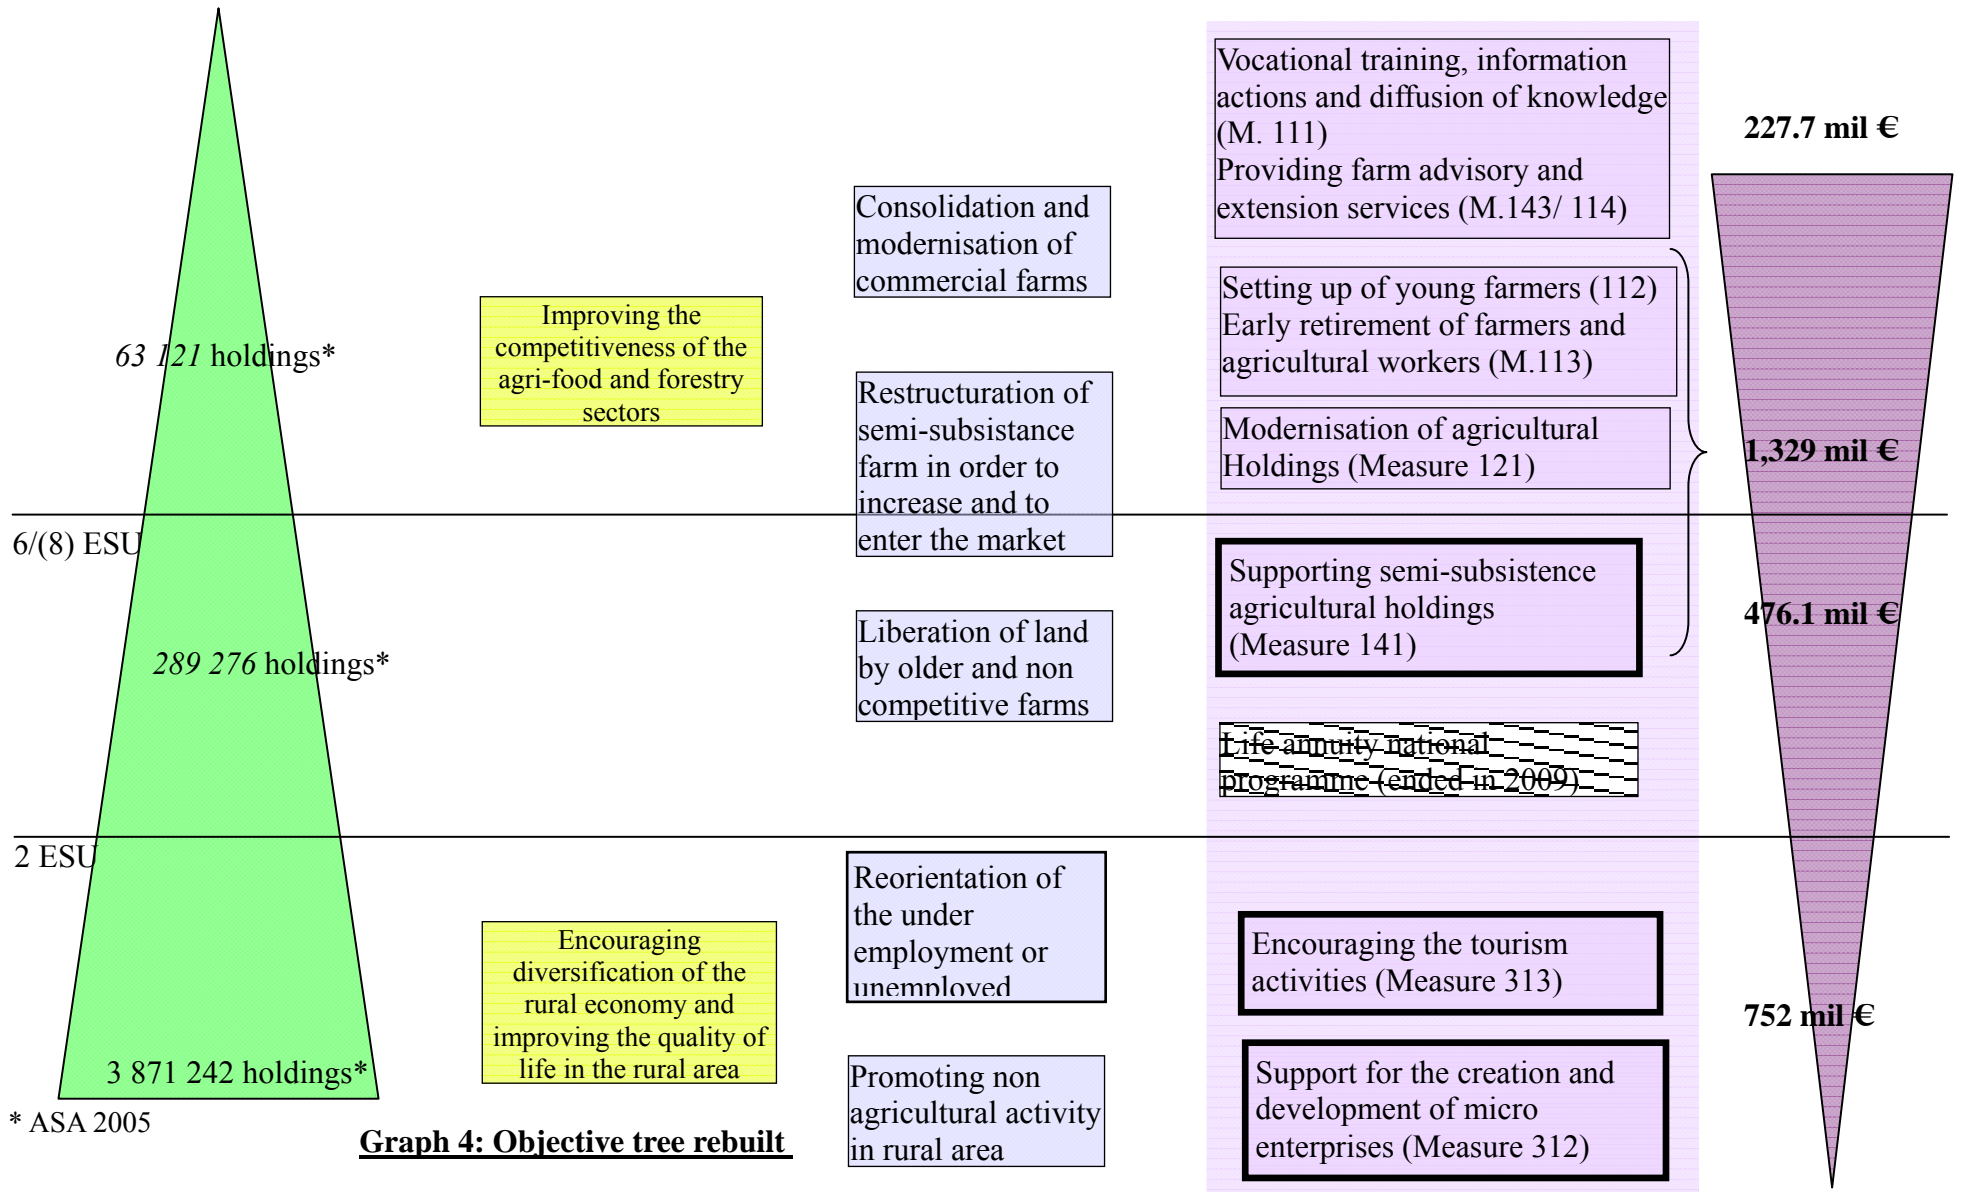 Vocational training, information
actions and diffusion of knowledge
(M. 111)
Providing farm advisory and
extension services (M.143/ 114)
227.7 mil €
Consolidation and
modernisation of
commercial farms
Setting up of young farmers (112)
Early retirement of farmers and
agricultural workers (M.113)
Improving the
competitiveness of the
agri-food and forestry
sectors
63 121 holdings*
Restructuration of
semi-subsistance
farm in order to
increase and to
enter the market
Modernisation of agricultural
Holdings (Measure 121)
1,329 mil €
6/(8) ESU
Supporting semi-subsistence
agricultural holdings
(Measure 141)
476.1 mil €
289 276 holdings*
Liberation of land
by older and non
competitive farms
Life annuity national
programme (ended in 2009)
2 ESU
Reorientation of
the under
employment or
unemployed
Encouraging
diversification of the
rural economy and
improving the quality of
life in the rural area
Encouraging the tourism
activities (Measure 313)
752 mil €
3 871 242 holdings*
Promoting non
agricultural activity
in rural area
Support for the creation and
development of micro
enterprises (Measure 312)
* ASA 2005
Graph 4: Objective tree rebuilt